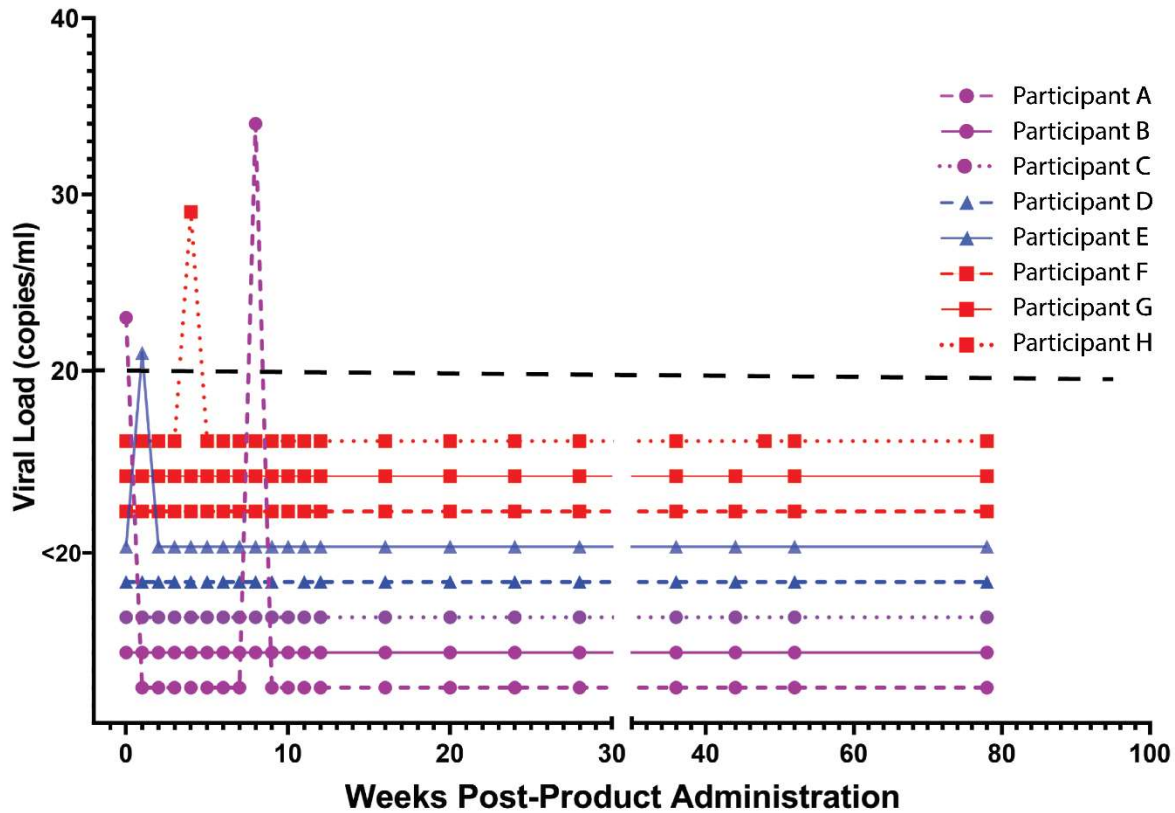 40
30
20
<20
Viral Load (copies/ml)
Participant A
Participant B
Participant C
Participant D
Participant E
Participant F
Participant G
Participant H
0 10 20 30 40 60 80 100
Weeks Post-Product Administration